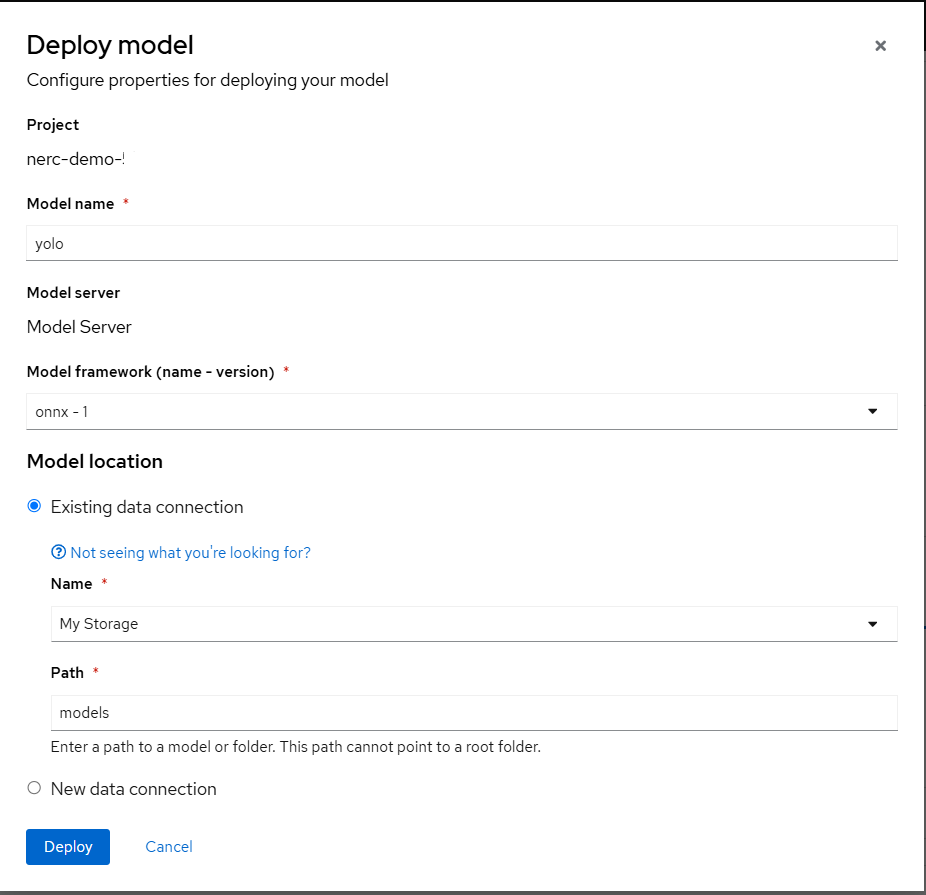 Deploy model
Configure properties for deploying your model
Project
nerc-demo-
Model name *
yolo
Model server
Model Server
Model framework (name - version) *
onnx - 1
Model location
Existing data connection
Not seeing what you're looking for?
Name *
My Storage
Path *
models
Enter a path to a model or folder. This path cannot point to a root folder.
New data connection
Deploy Cancel